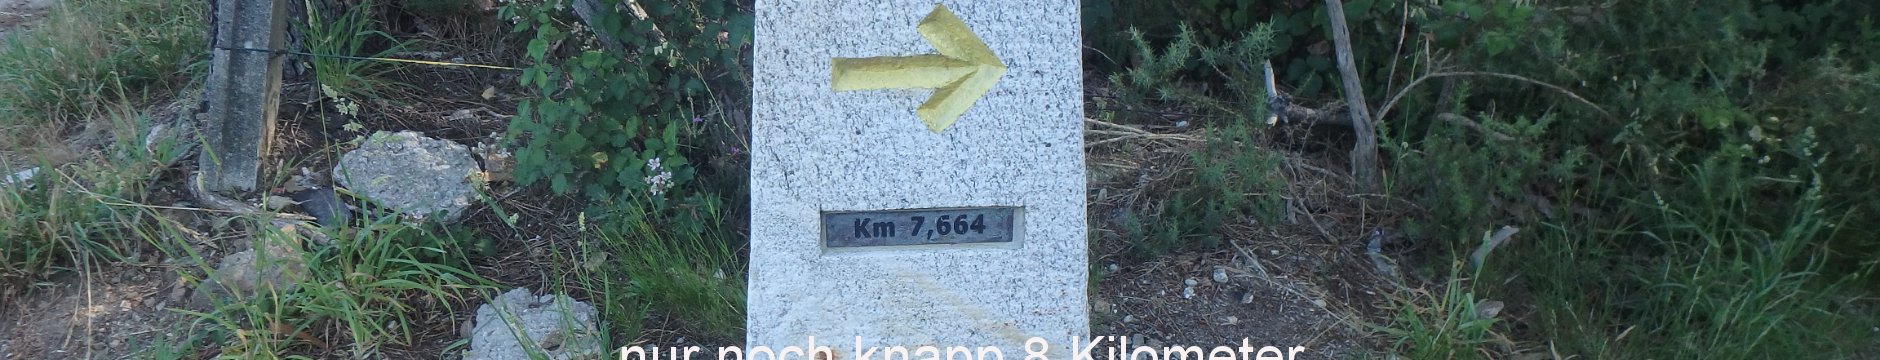 Km 7,664
nur noch knapp 8 Kilometer